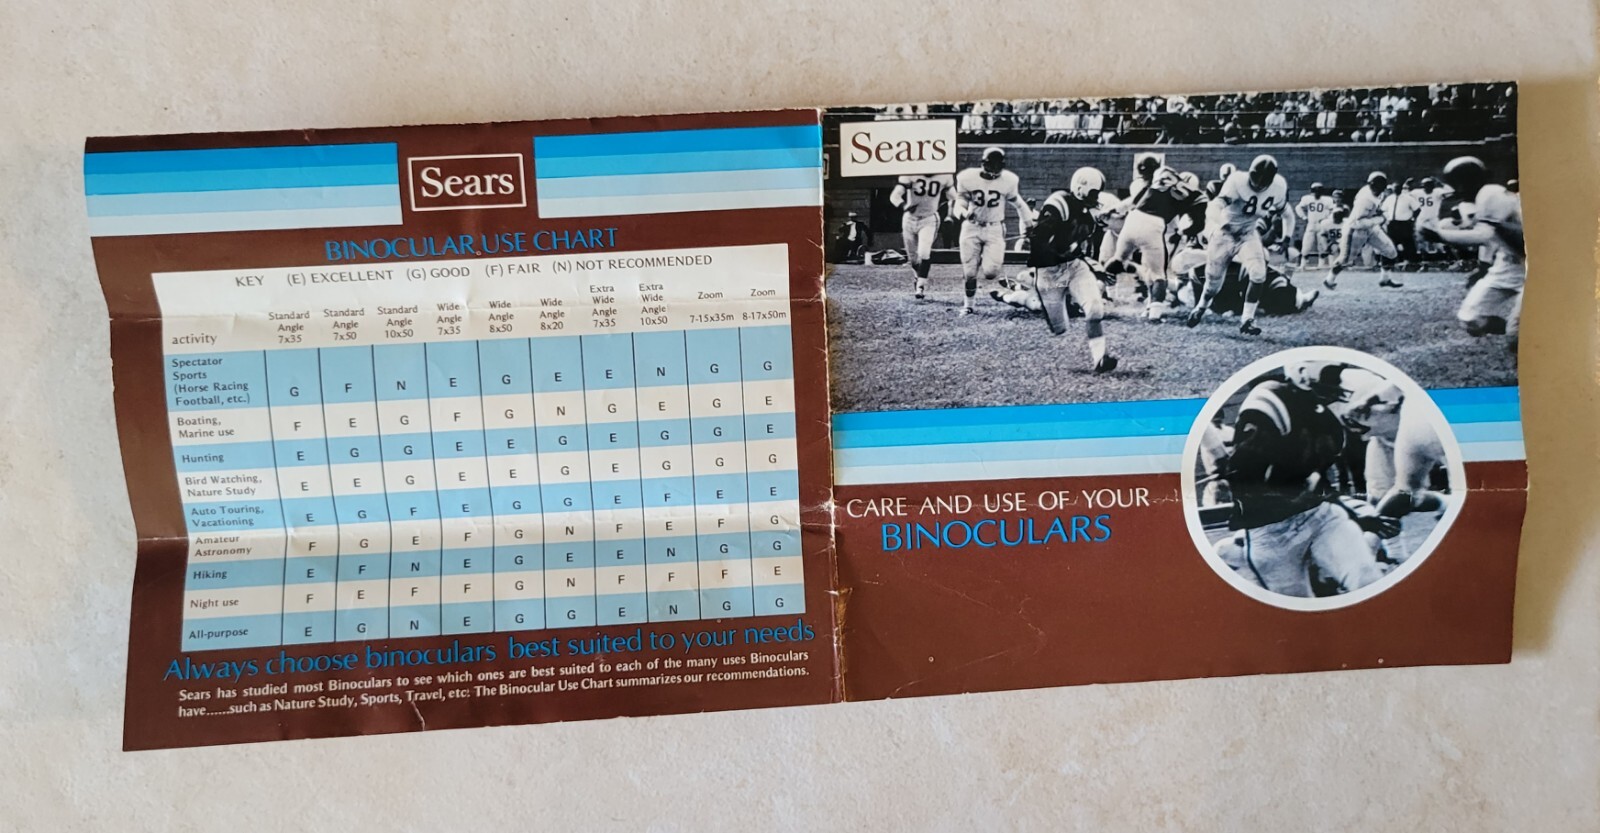 Sears
BINOCULAR USE CHART
KEY (E) EXCELLENT (G) GOOD (F) FAIR (N) NOT RECOMMENDED
activity
Standard Angle 7x35
Standard Angle 7x50
Standard Angle 10x50
Wide Angle 7x35
Wide Angle 8x50
Wide Angle 8x20
Extra Wide Angle 7x35
Extra Wide Angle 10x50
Zoom 7-15x35m
Zoom 8-17x50m
Spectator
Sports
(Horse Racing
Football, etc.) G F N E G E E N G G
Boating,
Marine use F E G F G N G E G E
Hunting E G G E E G E G G E
Bird Watching,
Nature Study E E G E E G E G G G
Auto Touring,
Vacationing E G F E G G E F E E
Amateur
Astronomy F G E F G N F E F G
Hiking E F N E G E E N G G
Night use F E F F G N F F F E
All-purpose E G N E G G E N G G
Always choose binoculars best suited to your needs
Sears has studied most Binoculars to see which ones are best suited to each of the many uses Binoculars
have......such as Nature Study, Sports, Travel, etc: The Binocular Use Chart summarizes our recommendations.
Sears
30
32
84
60
56
96
CARE AND USE OF YOUR
BINOCULARS